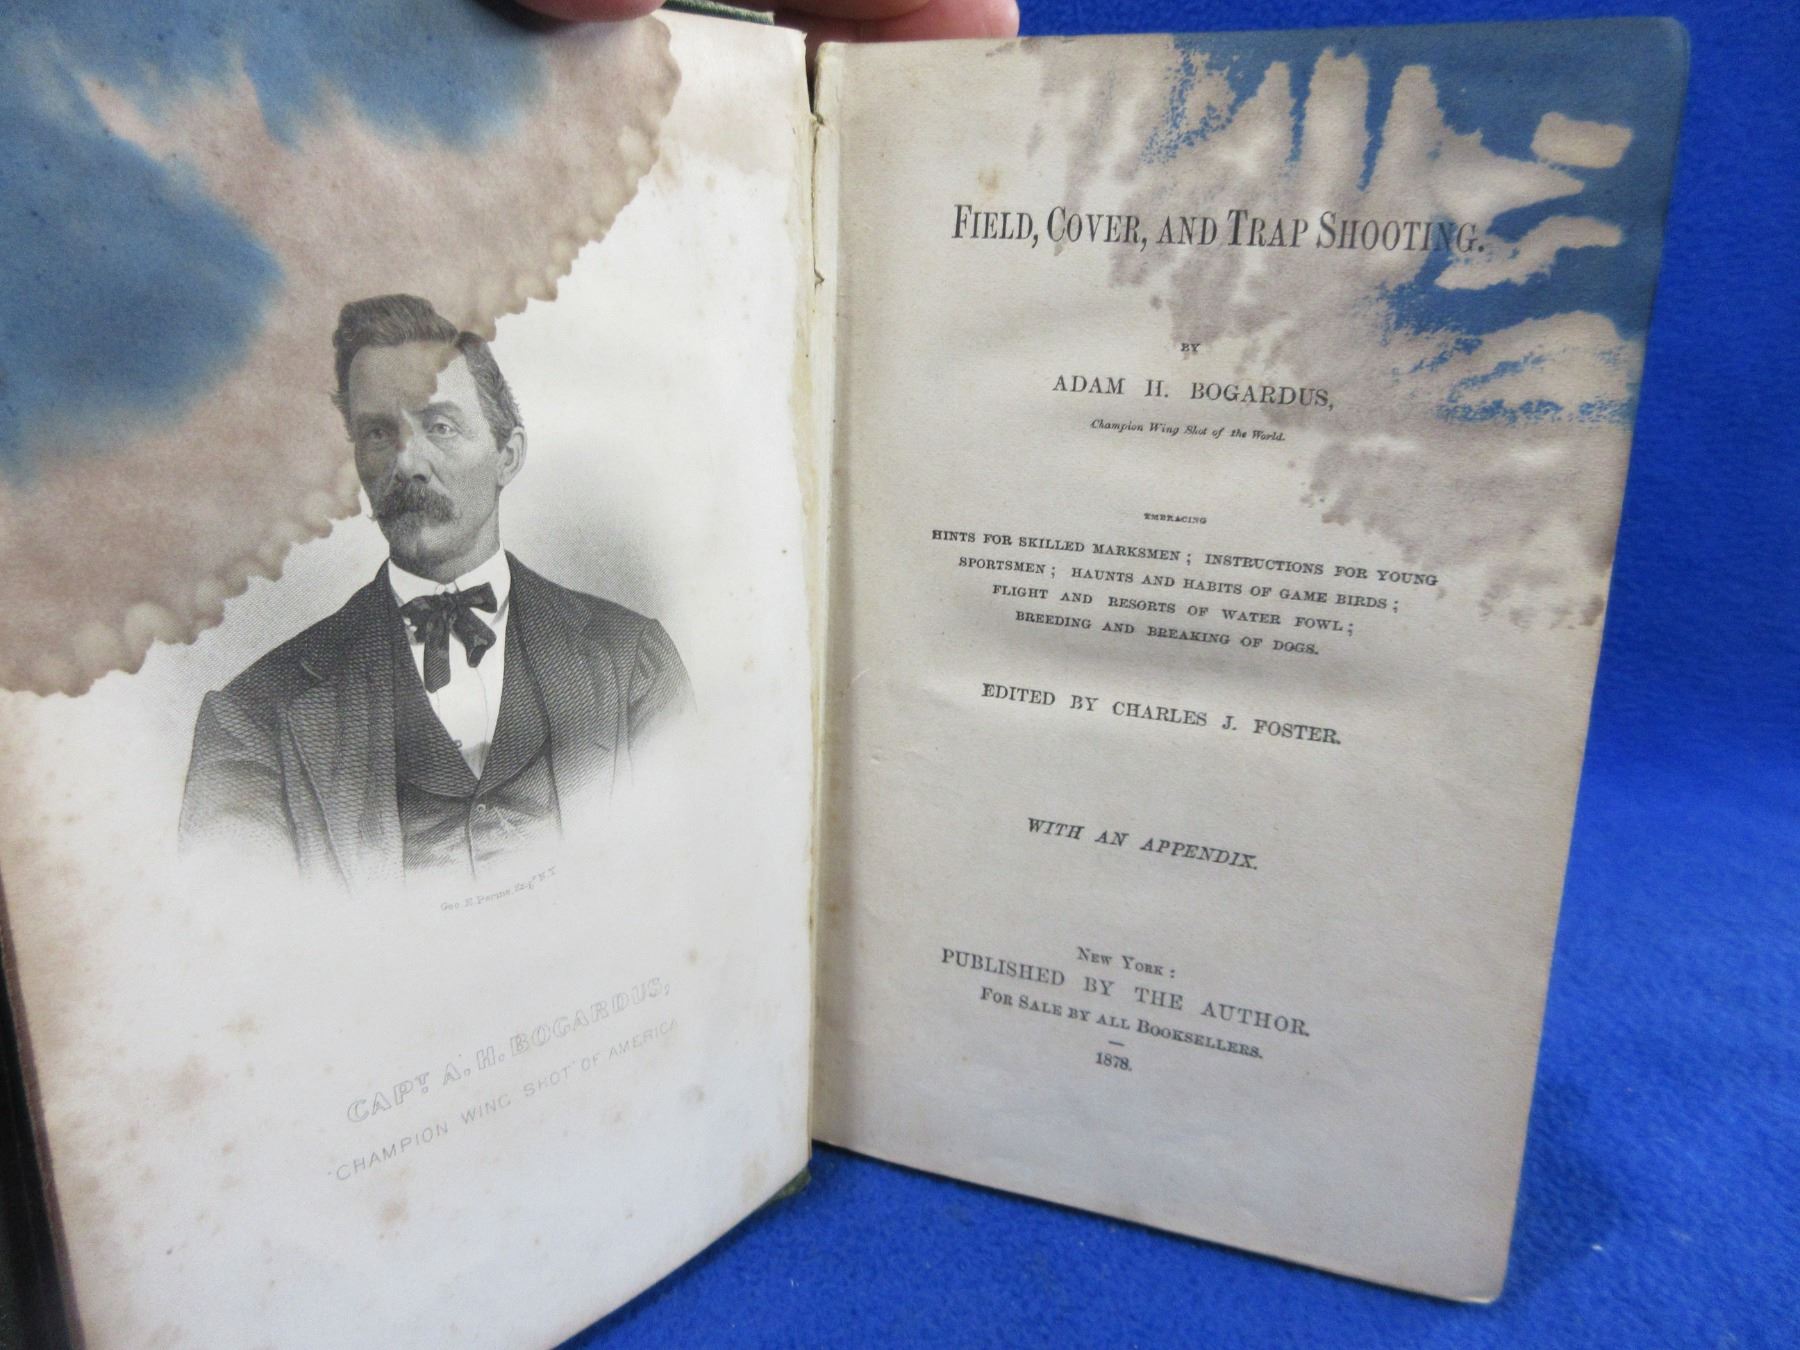 Geo. E. Perine, Esqr. N.Y.
CAPT. A. H. BOGARDUS,
"CHAMPION WING SHOT" OF AMERICA
FIELD, COVER, AND TRAP SHOOTING.
BY
ADAM H. BOGARDUS,
Champion Wing Shot of the World.
EMBRACING
HINTS FOR SKILLED MARKSMEN; INSTRUCTIONS FOR YOUNG
SPORTSMEN; HAUNTS AND HABITS OF GAME BIRDS;
FLIGHT AND RESORTS OF WATER FOWL;
BREEDING AND BREAKING OF DOGS.
EDITED BY CHARLES J. FOSTER.
WITH AN APPENDIX.
NEW YORK:
PUBLISHED BY THE AUTHOR.
FOR SALE BY ALL BOOKSELLERS.
1878.